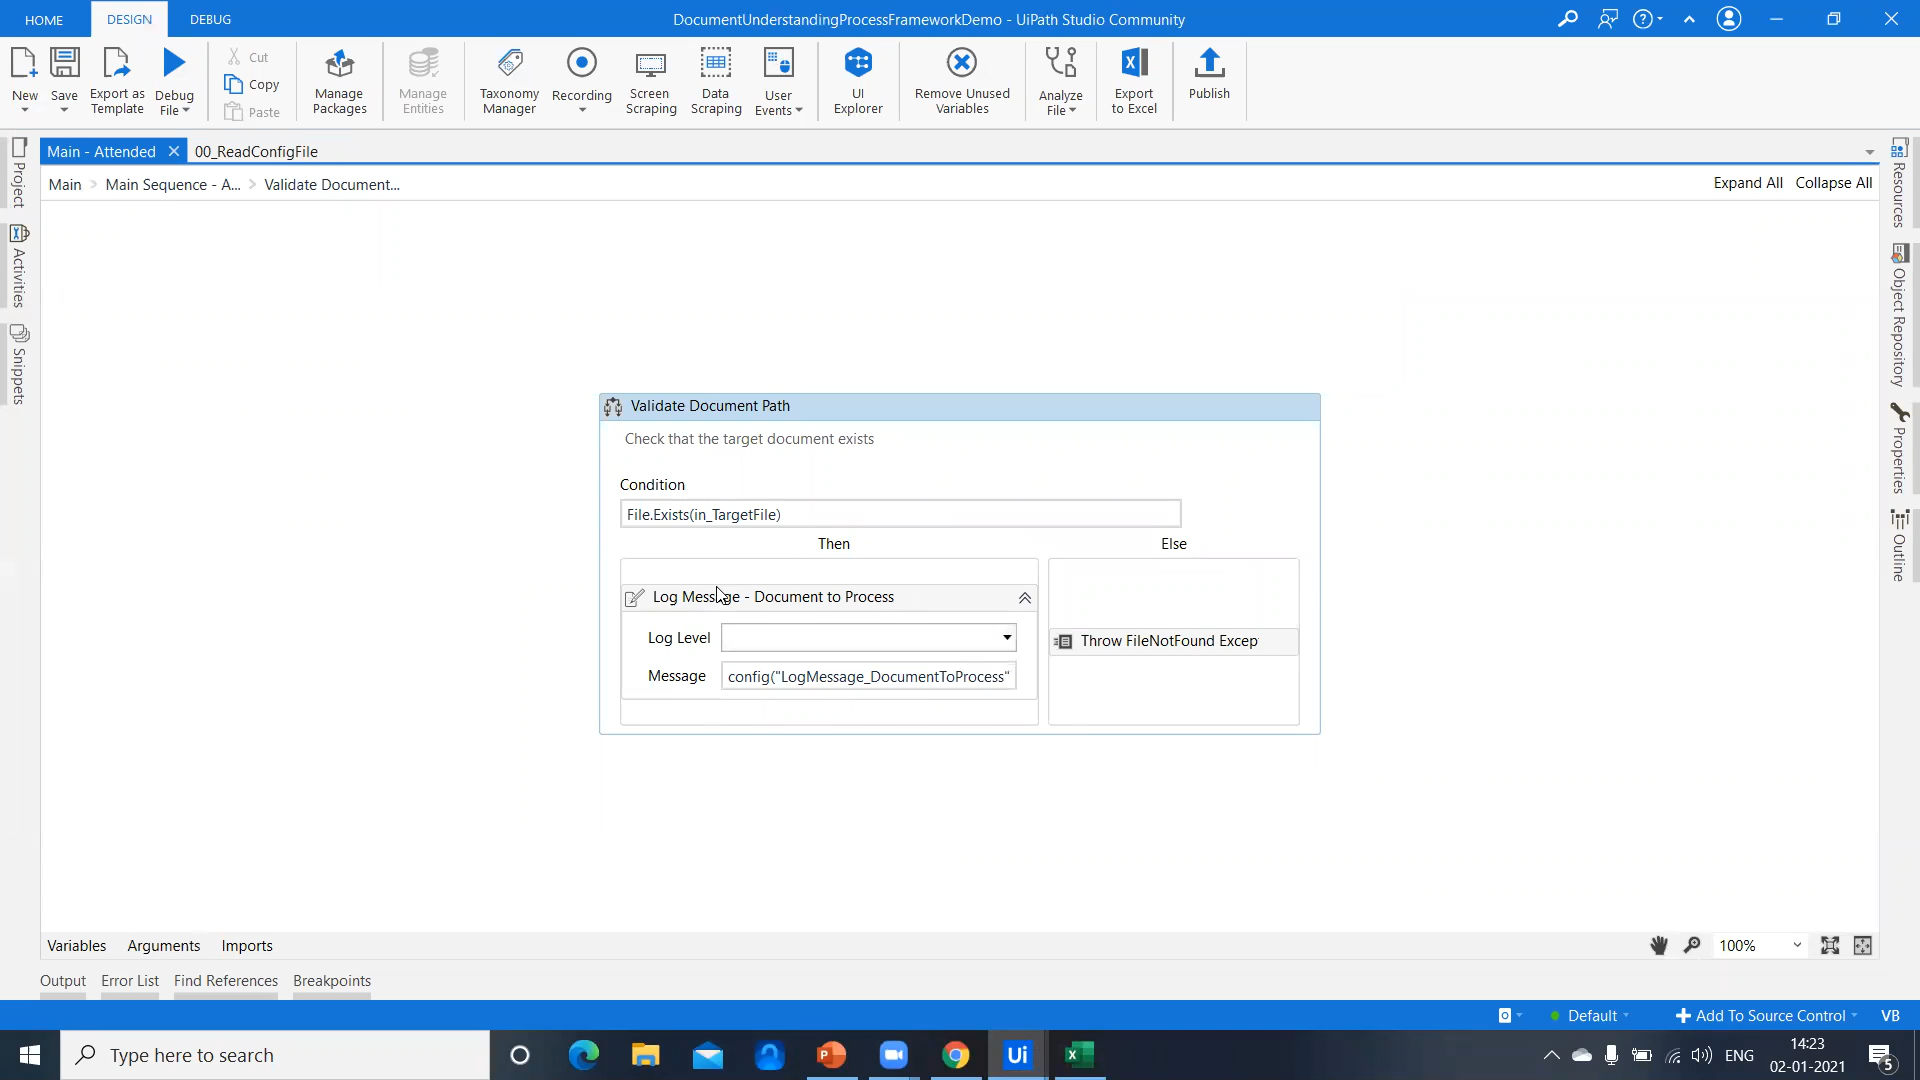 HOME
DESIGN
DEBUG
DocumentUnderstandingProcessFrameworkDemo - UiPath Studio Community
New
Save
Export as Template
Debug File
Cut
Copy
Paste
Manage Packages
Manage Entities
Taxonomy Manager
Recording
Screen Scraping
Data Scraping
User Events
UI Explorer
Remove Unused Variables
Analyze File
Export to Excel
Publish
Main - Attended
00_ReadConfigFile
Main
Main Sequence - A...
Validate Document...
Expand All
Collapse All
Project
Activities
Snippets
Resources
Object Repository
Properties
Outline
Validate Document Path
Check that the target document exists
Condition
File.Exists(in_TargetFile)
Then
Else
Log Message - Document to Process
Log Level
Message
config("LogMessage_DocumentToProcess"
Throw FileNotFound Excep
Variables
Arguments
Imports
100%
Output
Error List
Find References
Breakpoints
Default
Add To Source Control
VB
Type here to search
Ui
ENG
14:23
02-01-2021
5